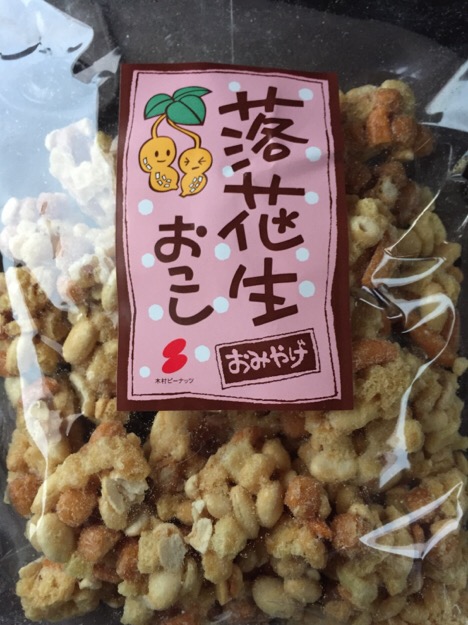 落花生
おこし
おみやげ
木村ピーナッツ